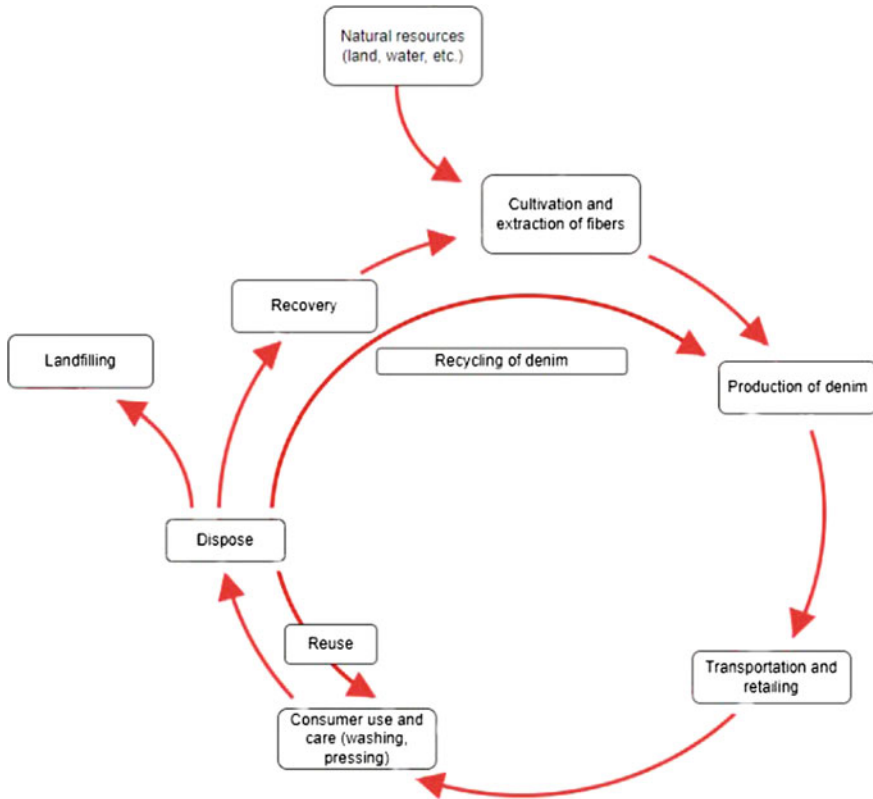 Natural resources
(land, water, etc.)
Cultivation and
extraction of fibers
Recovery
Landfilling
Recycling of denim
Production of denim
Dispose
Reuse
Transportation and
retailing
Consumer use and
care (washing,
pressing)